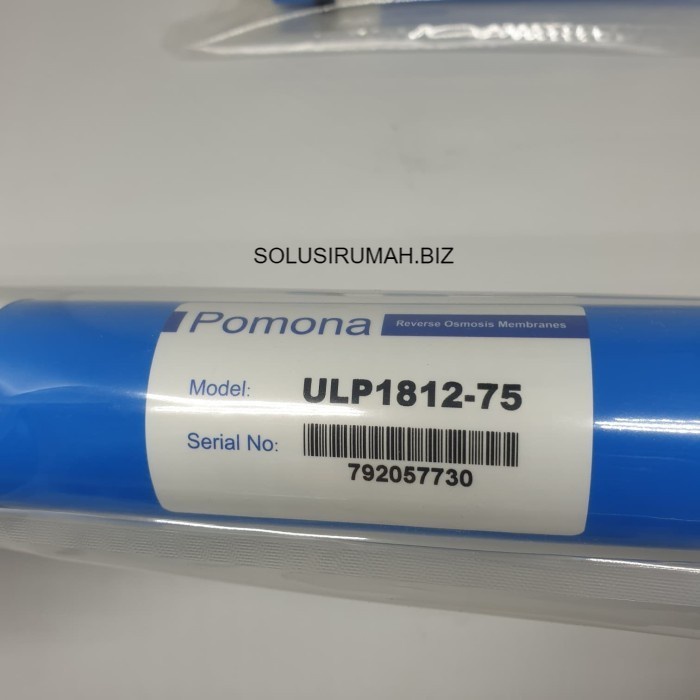 SOLUSIRUMAH.BIZ
Pomona Reverse Osmosis Membranes
Model: ULP1812-75
Serial No:
792057730